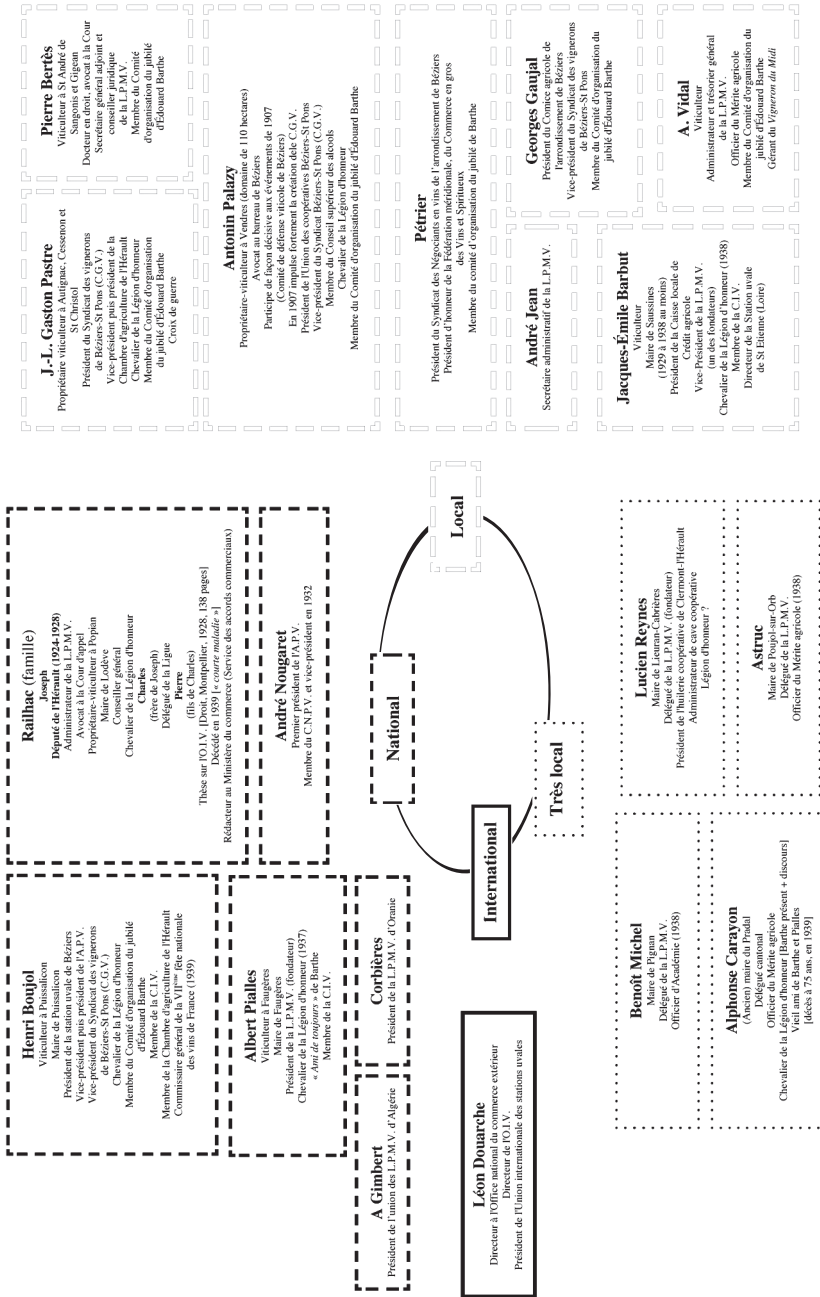 Henri Boujol
Viticulteur à Puissalicon
Maire de Puissalicon
Président de la station uvale de Béziers
Vice-président puis président de l'A.P.V.
Vice-président du Syndicat des vignerons
de Béziers-St Pons (C.G.V.)
Chevalier de la Légion d'honneur
Membre du Comité d'organisation du jubilé
d'Édouard Barthe
Membre de la C.I.V.
Membre de la Chambre d'agriculture de l'Hérault
Commissaire général de la VIIème fête nationale
des vins de France (1939)
Albert Pialles
Viticulteur à Faugères
Maire de Faugères
Président de la L.P.M.V. (fondateur)
Chevalier de la Légion d'honneur (1937)
« Ami de toujours » de Barthe
Membre de la C.I.V.
A Gimbert
Président de l'union des L.P.M.V. d'Algérie
Corbières
Président de la L.P.M.V. d'Oranie
Léon Douarche
Directeur à l'Office national du commerce extérieur
Directeur de l'O.I.V.
Président de l'Union internationale des stations uvales
Railhac (famille)
Joseph
Député de l'Hérault (1924-1928)
Administrateur de la L.P.M.V.
Avocat à la Cour d'appel
Propriétaire-viticulteur à Popian
Maire de Lodève
Conseiller général
Chevalier de la Légion d'honneur
Charles
(frère de Joseph)
Délégué de la Ligue
Pierre
(fils de Charles)
Thèse sur l'O.I.V. [Droit, Montpellier, 1928, 138 pages]
Décédé en 1939 [« courte maladie »]
Rédacteur au Ministère du commerce (Service des accords commerciaux)
André Nougaret
Premier président de l'A.P.V.
Membre du C.N.P.V. et vice-président en 1932
National
Local
International
Très local
J.-L. Gaston Pastre
Propriétaire viticulteur à Autignac, Cessenon et
St Christol
Président du Syndicat des vignerons
de Béziers-St Pons (C.G.V.)
Vice-président puis président de la
Chambre d'agriculture de l'Hérault
Chevalier de la Légion d'honneur
Membre du Comité d'organisation
du jubilé d'Édouard Barthe
Croix de guerre
Pierre Bertès
Viticulteur à St André de
Sangonis et Gigean
Docteur en droit, avocat à la Cour
Secrétaire général adjoint et
conseiller juridique
de la L.P.M.V.
Membre du Comité
d'organisation du jubilé
d'Édouard Barthe
Antonin Palazy
Propriétaire-viticulteur à Vendres (domaine de 110 hectares)
Avocat au barreau de Béziers
Participe de façon décisive aux événements de 1907
(Comité de défense viticole de Béziers)
En 1907 impulse fortement la création dele C.G.V.
Président de l'Union des coopératives Béziers-St Pons
Vice-président du Syndicat Béziers-St Pons (C.G.V.)
Membre du Conseil supérieur des alcools
Chevalier de la Légion d'honneur
Membre du Comité d'organisation du jubilé d'Édouard Barthe
Pétrier
Président du Syndicat des Négociants en vins de l'arrondissement de Béziers
Président d'honneur de la Fédération méridionale, du Commerce en gros
des Vins et Spiritueux
Membre du comité d'organisation du jubilé de Barthe
André Jean
Secrétaire administratif de la L.P.M.V.
Georges Gaujal
Président du Comice agricole de
l'arrondissement de Béziers
Vice-président du Syndicat des vignerons
de Béziers-St Pons
Membre du Comité d'organisation du
jubilé d'Édouard Barthe
Jacques-Émile Barbut
Viticulteur
Maire de Saussines
(1929 à 1938 au moins)
Président de la Caisse locale de
Crédit agricole
Vice-Président de la L.P.M.V.
(un des fondateurs)
Chevalier de la Légion d'honneur (1938)
Membre de la C.I.V.
Directeur de la Station uvale
de St Etienne (Loire)
A. Vidal
Viticulteur
Administrateur et trésorier général
de la L.P.M.V.
Officier du Mérite agricole
Membre du Comité d'organisation du
jubilé d'Édouard Barthe
Gérant du Vigneron du Midi
Benoît Michel
Maire de Pignan
Délégué de la L.P.M.V.
Officier d'Académie (1938)
Lucien Reynes
Maire de Lieuran-Cabrières
Délégué de la L.P.M.V. (fondateur)
Président de l'huilerie coopérative de Clermont-l'Hérault
Administrateur de cave coopérative
Légion d'honneur ?
Alphonse Carayon
(Ancien) maire du Pradal
Délégué cantonal
Officier du Mérite agricole
Chevalier de la Légion d'honneur [Barthe présent + discours]
Vieil ami de Barthe et Pialles
[décès à 75 ans, en 1939]
Astruc
Maire de Poujol-sur-Orb
Délégué de la L.P.M.V.
Officier du Mérite agricole (1938)